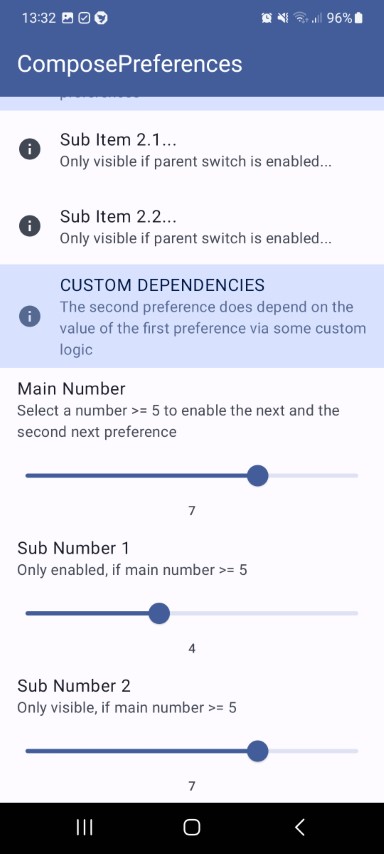 13:32
96%
ComposePreferences
preferences
Sub Item 2.1...
Only visible if parent switch is enabled...
Sub Item 2.2...
Only visible if parent switch is enabled...
CUSTOM DEPENDENCIES
The second preference does depend on the
value of the first preference via some custom
logic
Main Number
Select a number >= 5 to enable the next and the
second next preference
7
Sub Number 1
Only enabled, if main number >= 5
4
Sub Number 2
Only visible, if main number >= 5
7